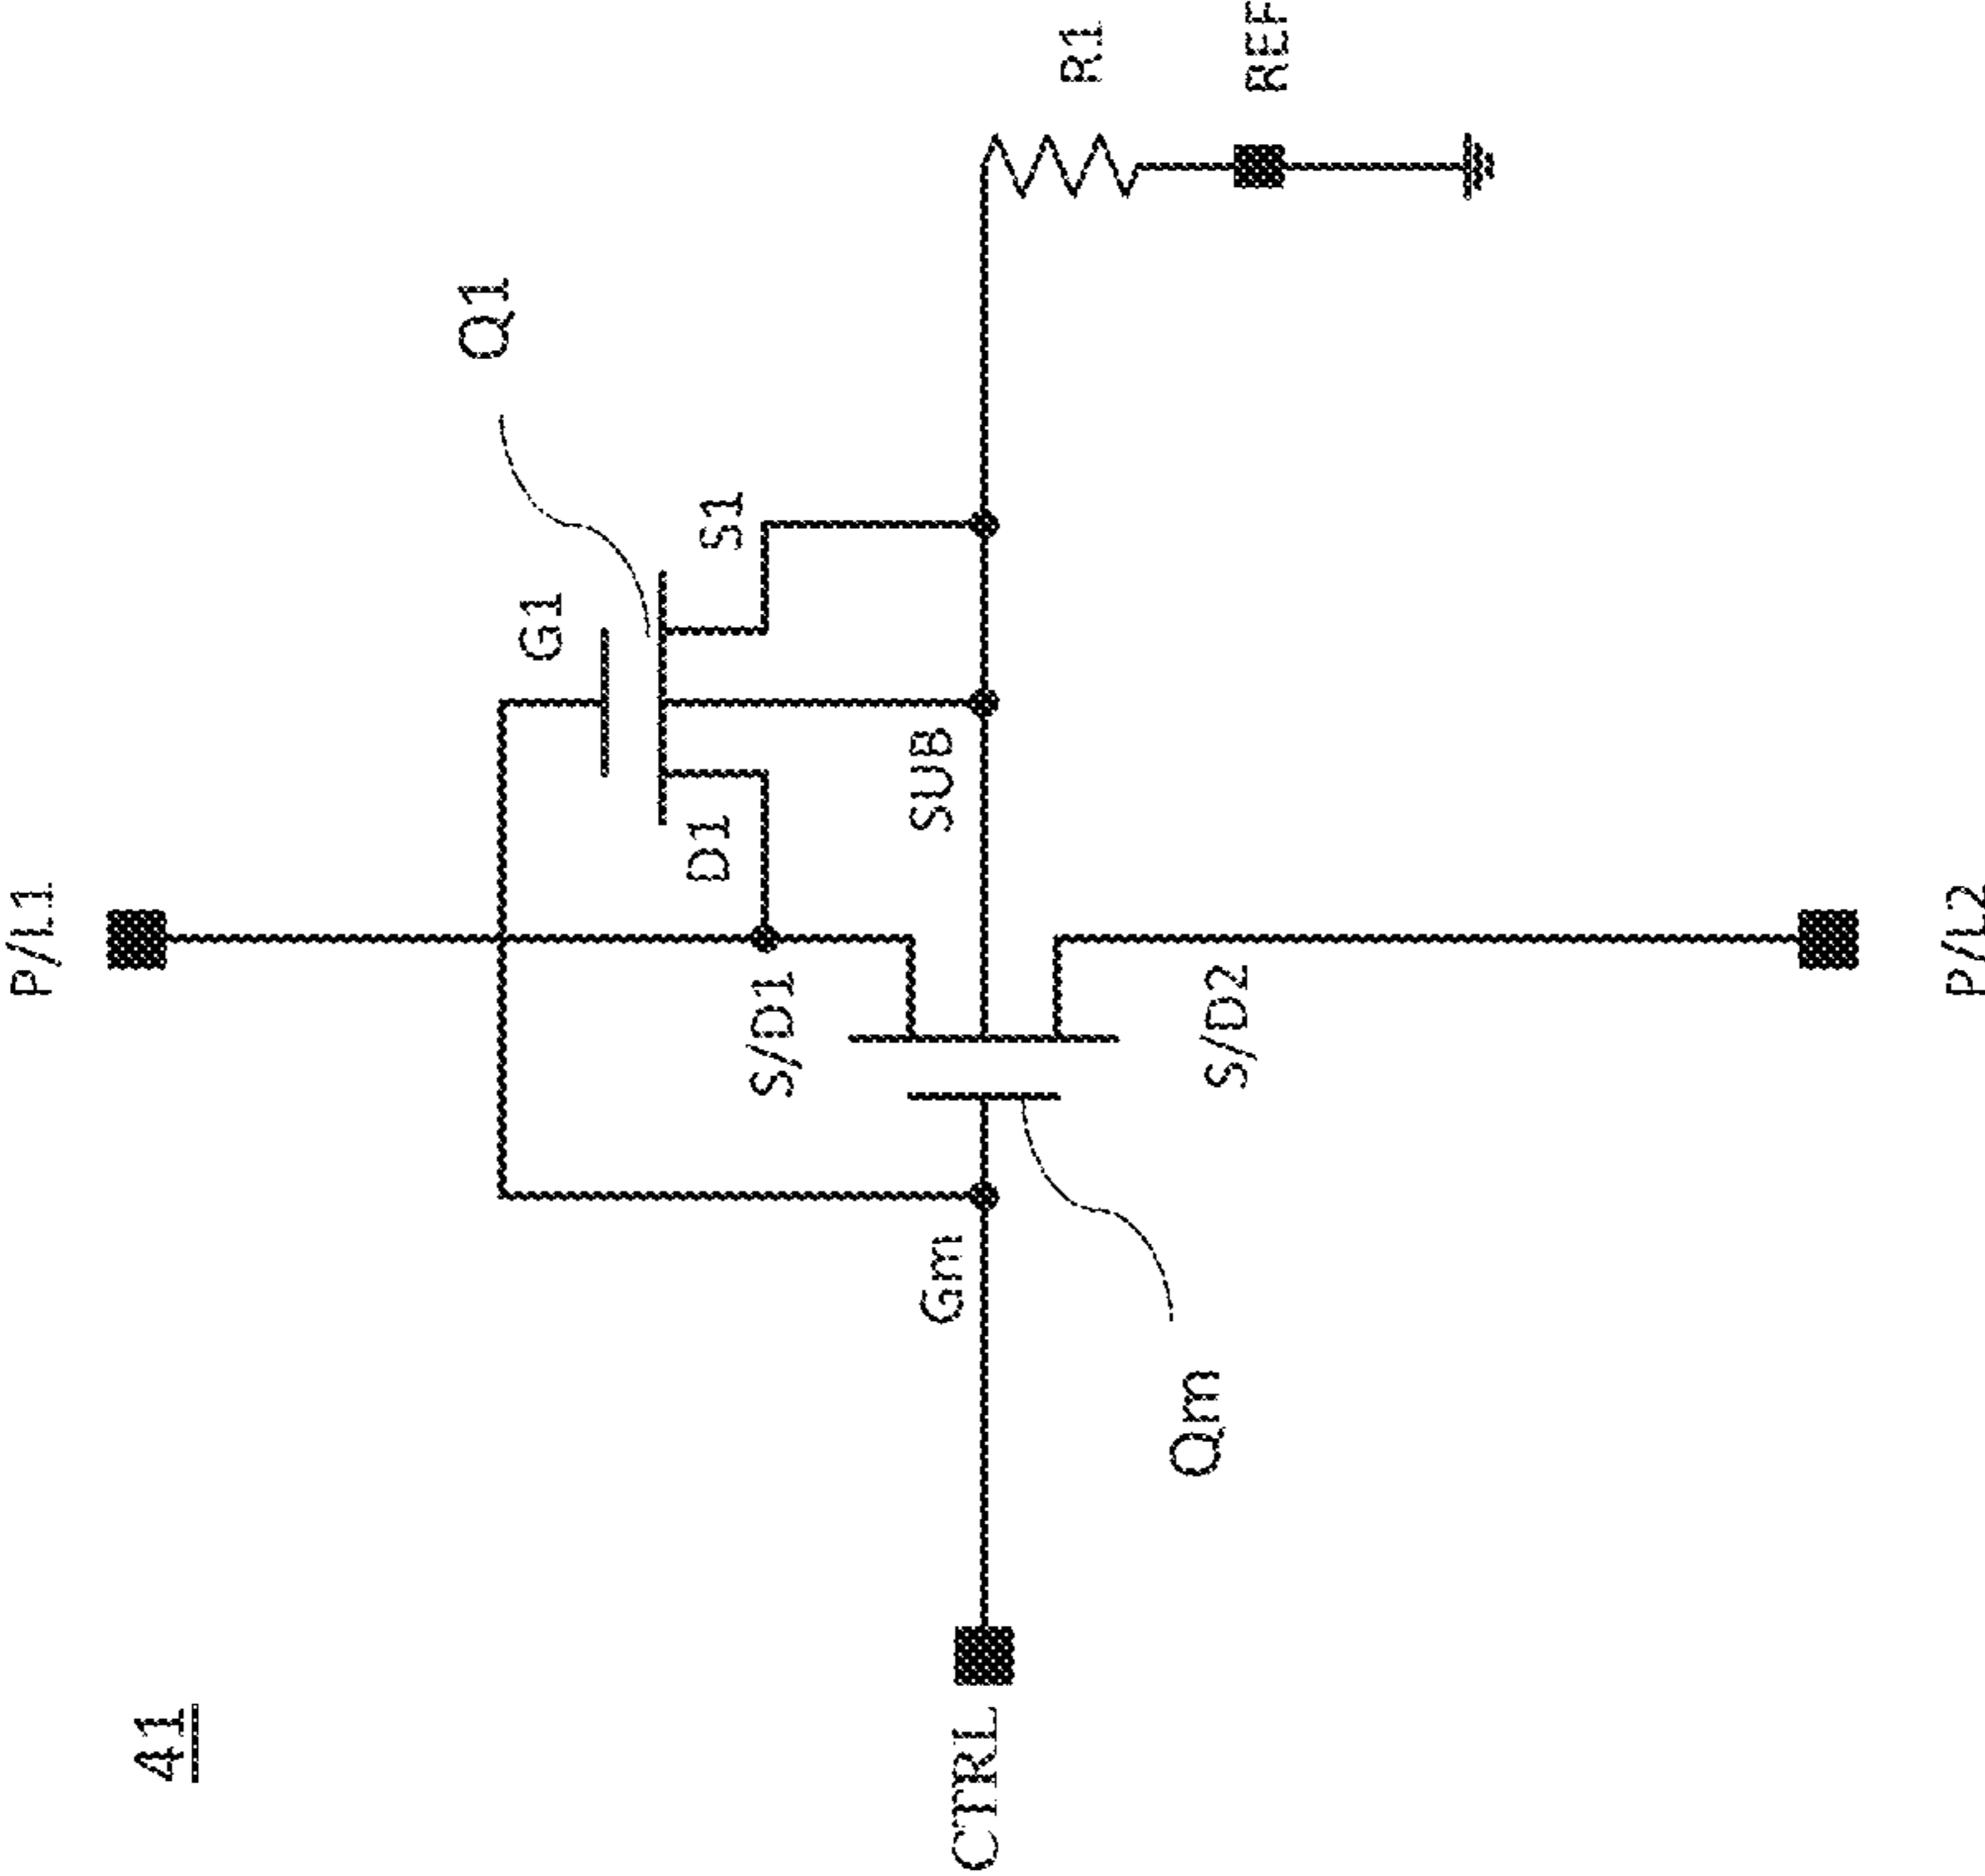 P/L1
41
Q1
G1
D1
S1
S/D1
SUB
Gm
CTRL
R1
Qm
S/D2
REF
P/L2